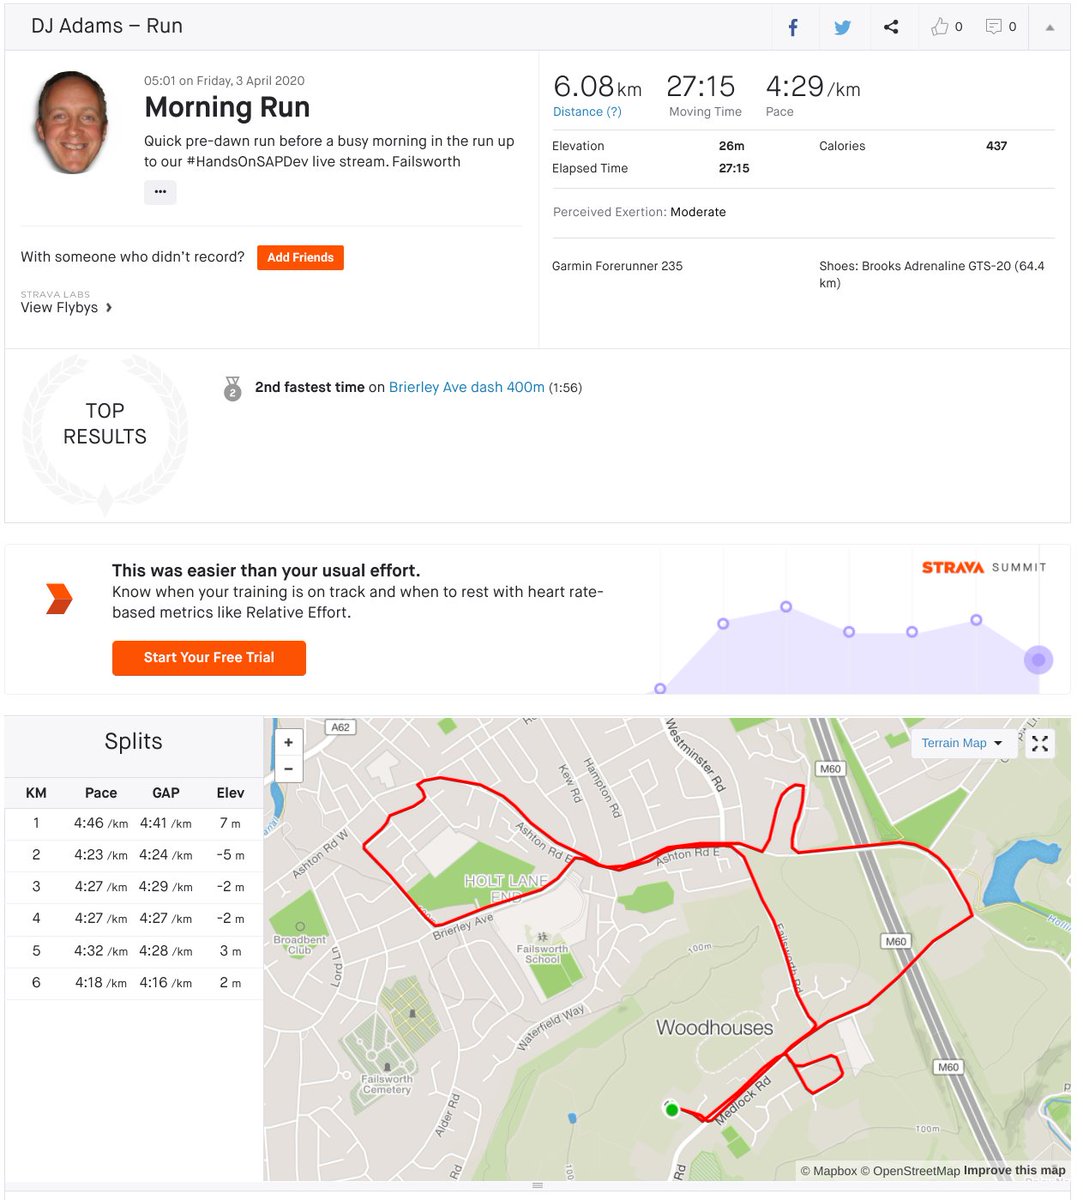 DJ Adams – Run
0
0
05:01 on Friday, 3 April 2020
Morning Run
Quick pre-dawn run before a busy morning in the run up
to our #HandsOnSAPDev live stream. Failsworth
•••
With someone who didn't record? Add Friends
STRAVA LABS
View Flybys ›
6.08 km 27:15 4:29 /km
Distance (?) Moving Time Pace
Elevation 26m Calories 437
Elapsed Time 27:15
Perceived Exertion: Moderate
Garmin Forerunner 235
Shoes: Brooks Adrenaline GTS-20 (64.4
km)
TOP
RESULTS
2
2nd fastest time on Brierley Ave dash 400m (1:56)
This was easier than your usual effort.
Know when your training is on track and when to rest with heart rate-
based metrics like Relative Effort.
Start Your Free Trial
STRAVA SUMMIT
Splits
KM Pace GAP Elev
1 4:46 /km 4:41 /km 7 m
2 4:23 /km 4:24 /km -5 m
3 4:27 /km 4:29 /km -2 m
4 4:27 /km 4:27 /km -2 m
5 4:32 /km 4:28 /km 3 m
6 4:18 /km 4:16 /km 2 m
+
−
A62
Westminster Rd
Terrain Map
M60
Kew Rd
Hampton Rd
Ashton Rd W
Ashton Rd E
Ashton Rd E
HOLT LANE
END
Brierley Ave
Broadbent
Club
Lord Ln
Failsworth
School
100m
Failsworth Rd
M60
Waterfield Way
Woodhouses
M60
Failsworth
Cemetery
Medlock Rd
Alder Rd
100m
Rd
Rd
© Mapbox © OpenStreetMap Improve this map